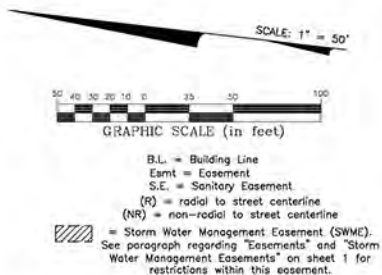 SCALE: 1" = 50'
50 40 30 20 10 0 25 50 100
GRAPHIC SCALE (in feet)
B.L. = Building Line
Esmt = Easement
S.E. = Sanitary Easement
(R) = radial to street centerline
(NR) = non-radial to street centerline
= Storm Water Management Easement (SWME).
See paragraph regarding "Easements" and "Storm
Water Management Easements" on sheet 1 for
restrictions within this easement.